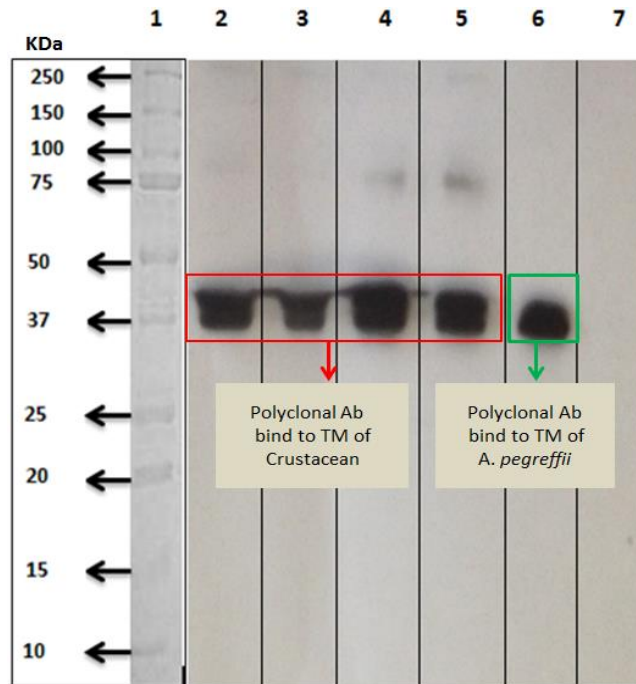 1 2 3 4 5 6 7
KDa
250
150
100
75
50
37
25
20
15
10
Polyclonal Ab
bind to TM of
Crustacean
Polyclonal Ab
bind to TM of
A. pegreffii